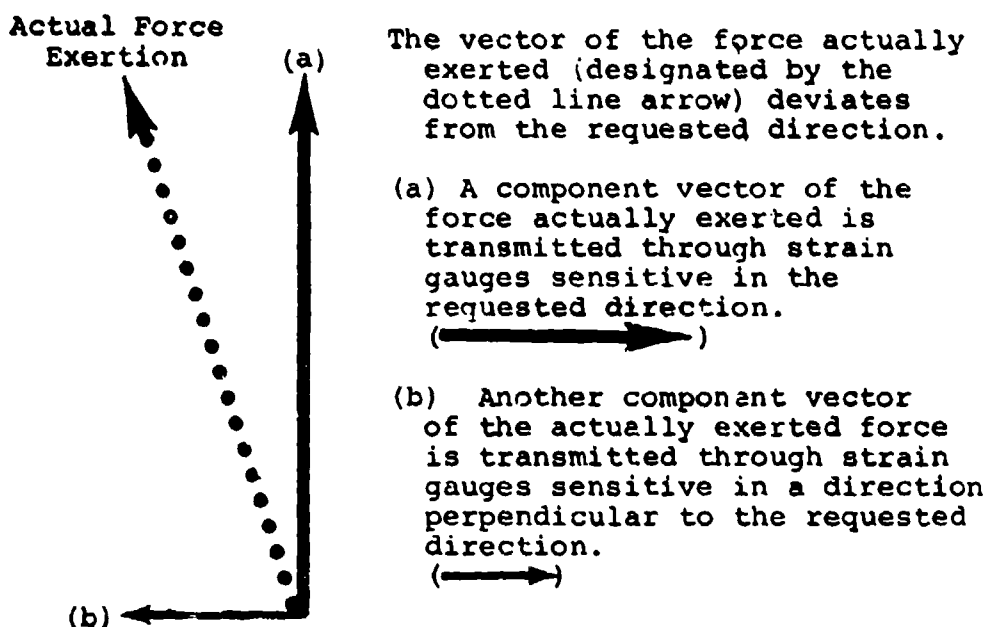 Actual Force
Exertion
(a)
(b)
The vector of the force actually
exerted (designated by the
dotted line arrow) deviates
from the requested direction.
(a) A component vector of the
force actually exerted is
transmitted through strain
gauges sensitive in the
requested direction.
( )
(b) Another component vector
of the actually exerted force
is transmitted through strain
gauges sensitive in a direction
perpendicular to the requested
direction.
( )